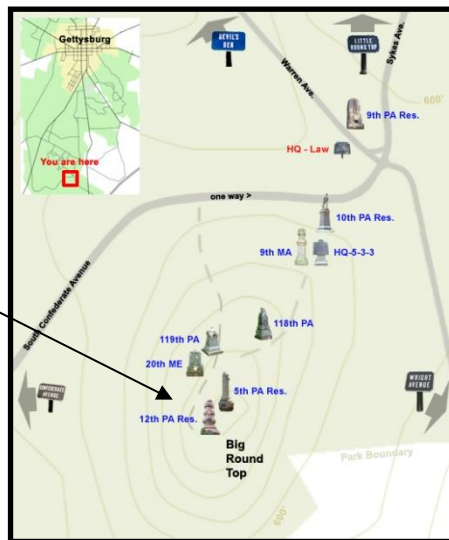 Gettysburg
You are here
DEVIL'S
DEN
LITTLE
ROUND TOP
Warren Ave.
Sykes Ave.
600'
9th PA Res.
HQ - Law
one way >
10th PA Res.
9th MA
HQ-5-3-3
South Confederate Avenue
118th PA
119th PA
20th ME
5th PA Res.
12th PA Res.
CONFEDERATE
AVENUE
WRIGHT
AVENUE
Big
Round
Top
Park Boundary
600'